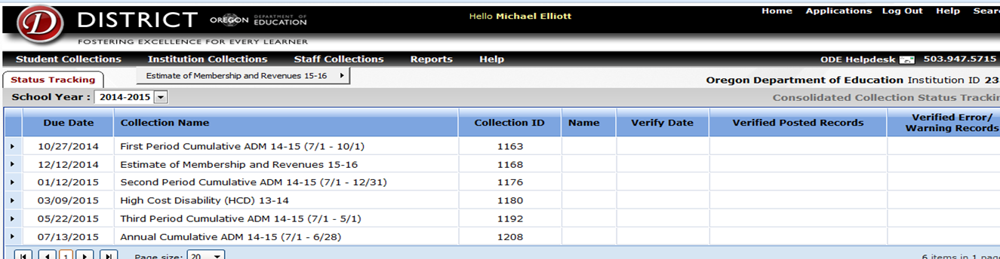 D DISTRICT OREGON DEPARTMENT OF EDUCATION
Hello Michael Elliott
Home Applications Log Out Help Sear
FOSTERING EXCELLENCE FOR EVERY LEARNER
Student Collections Institution Collections Staff Collections Reports Help ODE Helpdesk 503.947.5715
Estimate of Membership and Revenues 15-16
Status Tracking Oregon Department of Education Institution ID 23
School Year : 2014-2015 Consolidated Collection Status Trackin
Due Date Collection Name Collection ID Name Verify Date Verified Posted Records Verified Error/
Warning Records
10/27/2014 First Period Cumulative ADM 14-15 (7/1 - 10/1) 1163
12/12/2014 Estimate of Membership and Revenues 15-16 1168
01/12/2015 Second Period Cumulative ADM 14-15 (7/1 - 12/31) 1176
03/09/2015 High Cost Disability (HCD) 13-14 1180
05/22/2015 Third Period Cumulative ADM 14-15 (7/1 - 5/1) 1192
07/13/2015 Annual Cumulative ADM 14-15 (7/1 - 6/28) 1208
1 Page size: 20 6 items in 1 page